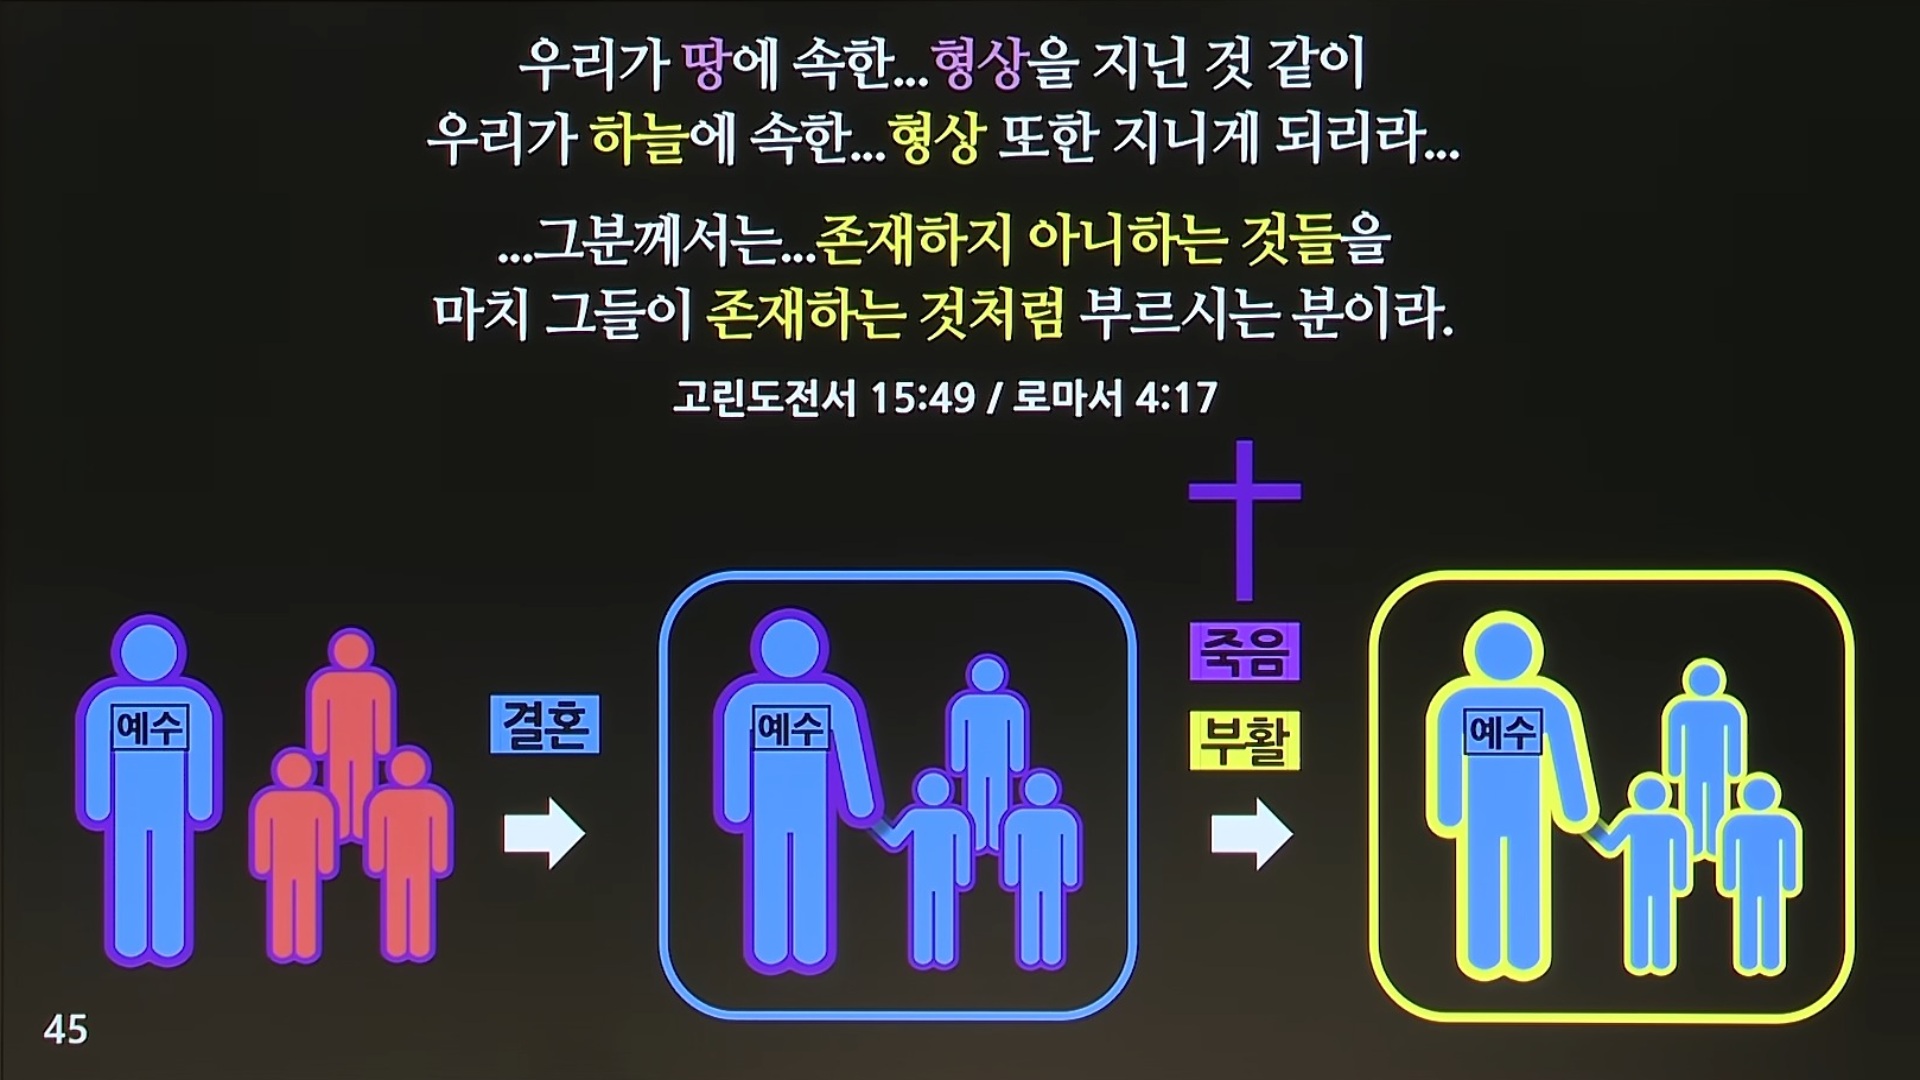 우리가 땅에 속한...형상을 지닌 것 같이
우리가 하늘에 속한...형상 또한 지니게 되리라...
...그분께서는...존재하지 아니하는 것들을
마치 그들이 존재하는 것처럼 부르시는 분이라.
고린도전서 15:49 / 로마서 4:17
예수
결혼
예수
죽음
부활
예수
45